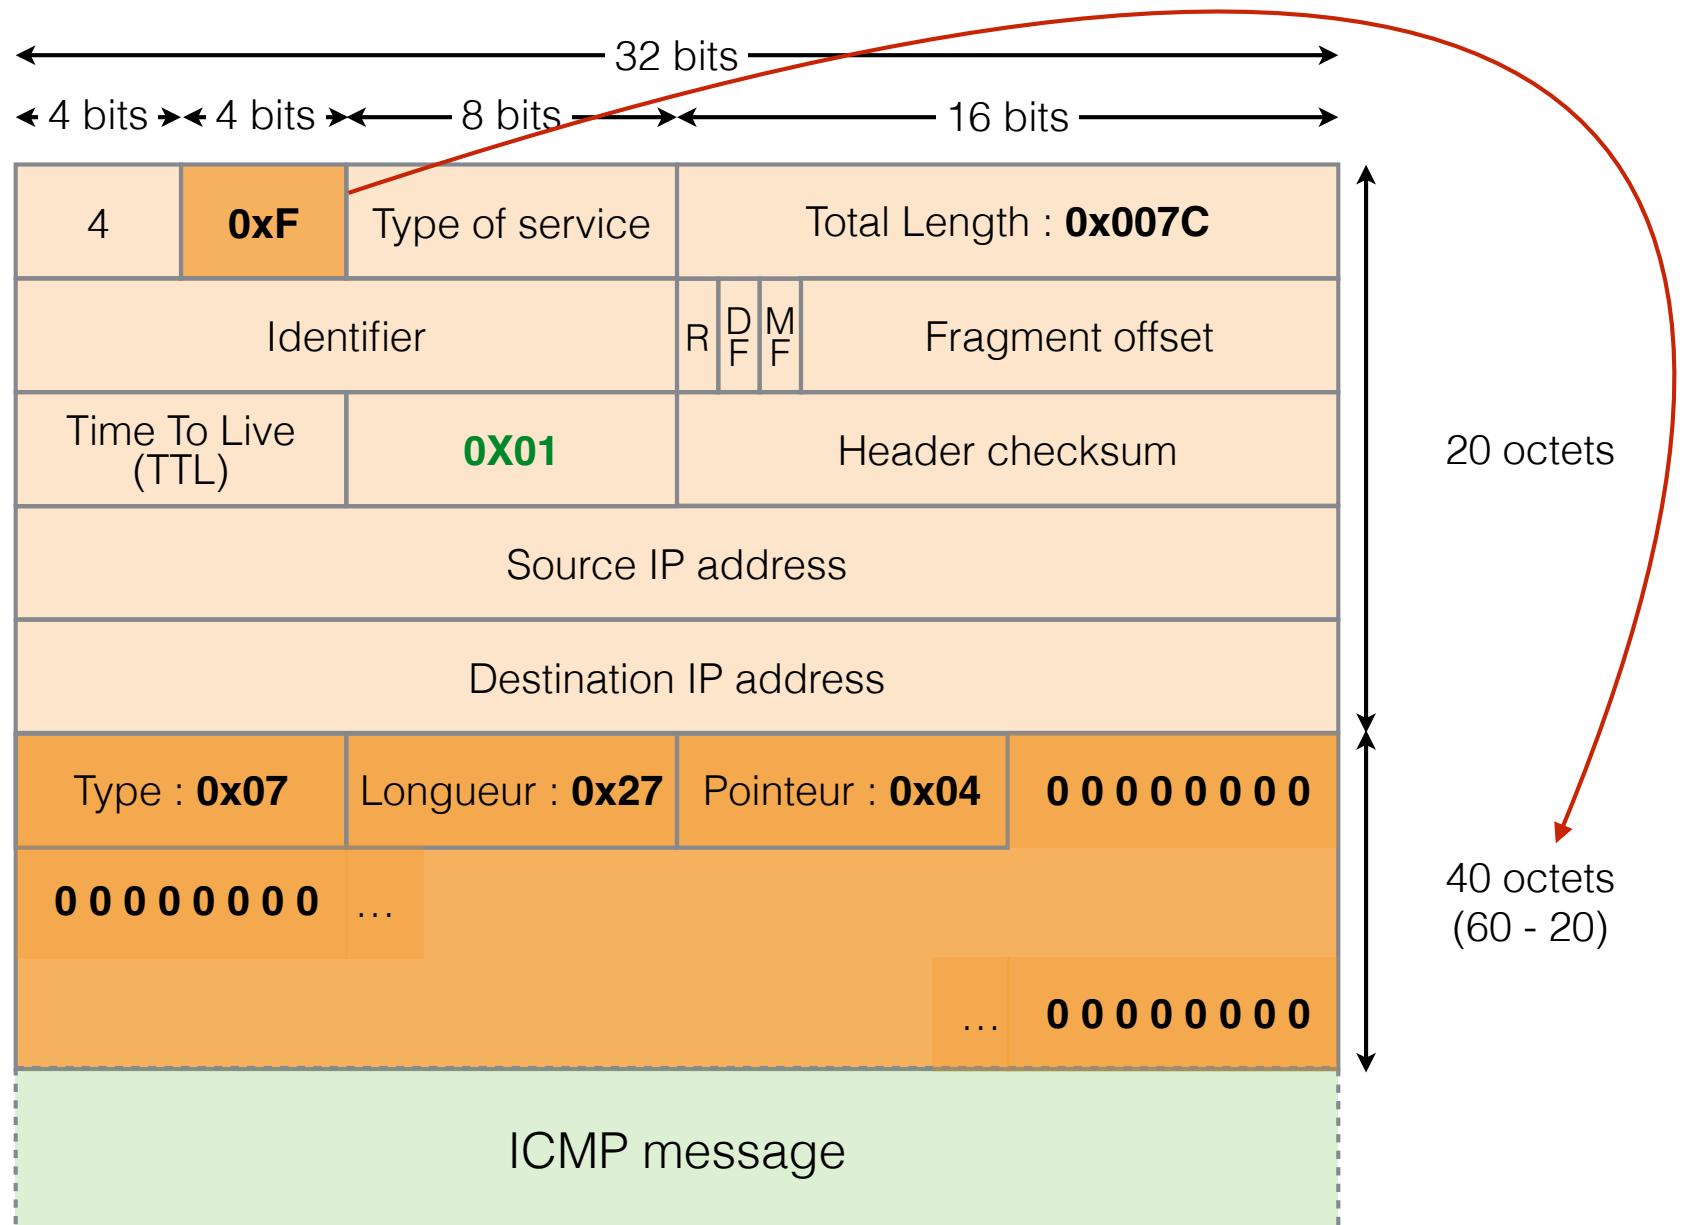 32 bits
4 bits 4 bits 8 bits 16 bits
4 0xF Type of service Total Length : 0x007C
Identifier R DF MF Fragment offset
Time To Live
(TTL)
0X01 Header checksum
20 octets
Source IP address
Destination IP address
Type : 0x07 Longueur : 0x27 Pointeur : 0x04 0 0 0 0 0 0 0 0
0 0 0 0 0 0 0 0 ...
40 octets
(60 - 20)
... 0 0 0 0 0 0 0 0
ICMP message